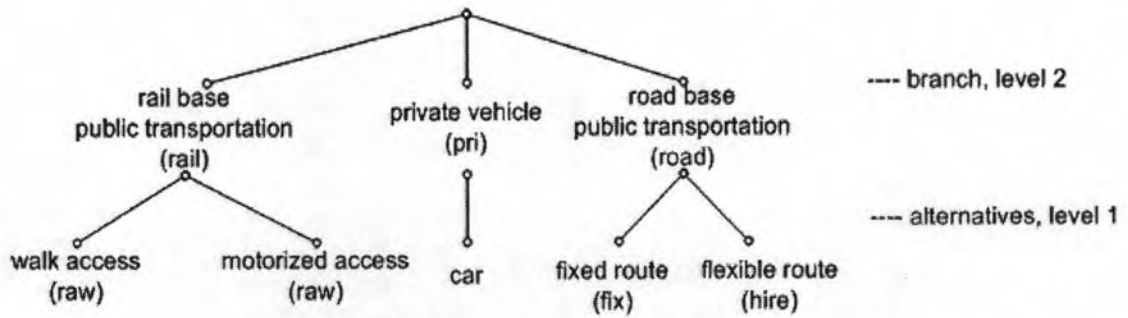 rail base
public transportation
(rail)
private vehicle
(pri)
road base
public transportation
(road)
---- branch, level 2
walk access
(raw)
motorized access
(raw)
car
fixed route
(fix)
flexible route
(hire)
---- alternatives, level 1